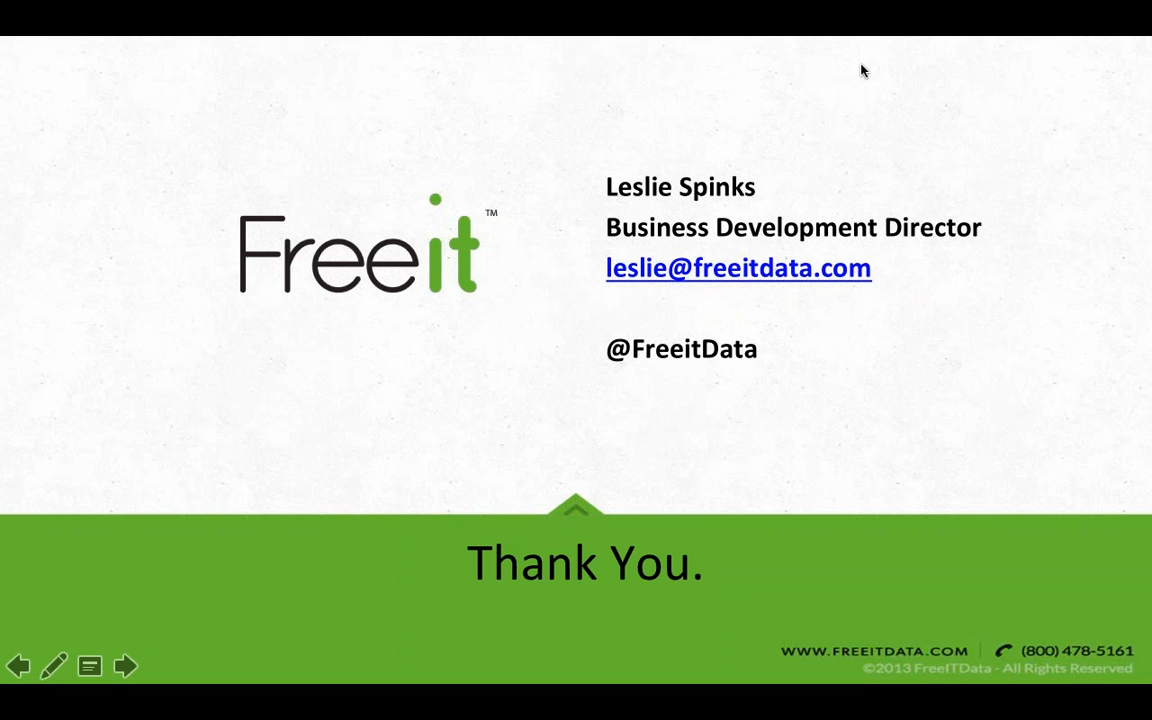 Freeit™
Leslie Spinks
Business Development Director
leslie@freeitdata.com
@FreeitData
Thank You.
WWW.FREEITDATA.COM (800) 478-5161
©2013 FreeITData - All Rights Reserved